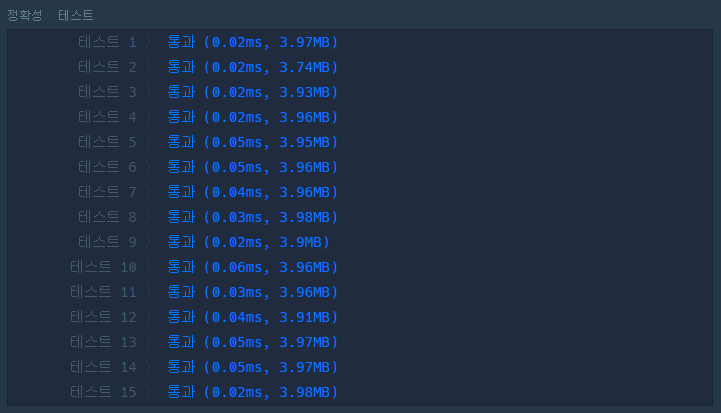 정확성 테스트
테스트 1 〉 통과 (0.02ms, 3.97MB)
테스트 2 〉 통과 (0.02ms, 3.74MB)
테스트 3 〉 통과 (0.02ms, 3.93MB)
테스트 4 〉 통과 (0.02ms, 3.96MB)
테스트 5 〉 통과 (0.05ms, 3.95MB)
테스트 6 〉 통과 (0.05ms, 3.96MB)
테스트 7 〉 통과 (0.04ms, 3.96MB)
테스트 8 〉 통과 (0.03ms, 3.98MB)
테스트 9 〉 통과 (0.02ms, 3.9MB)
테스트 10 〉 통과 (0.06ms, 3.96MB)
테스트 11 〉 통과 (0.03ms, 3.96MB)
테스트 12 〉 통과 (0.04ms, 3.91MB)
테스트 13 〉 통과 (0.05ms, 3.97MB)
테스트 14 〉 통과 (0.05ms, 3.97MB)
테스트 15 〉 통과 (0.02ms, 3.98MB)